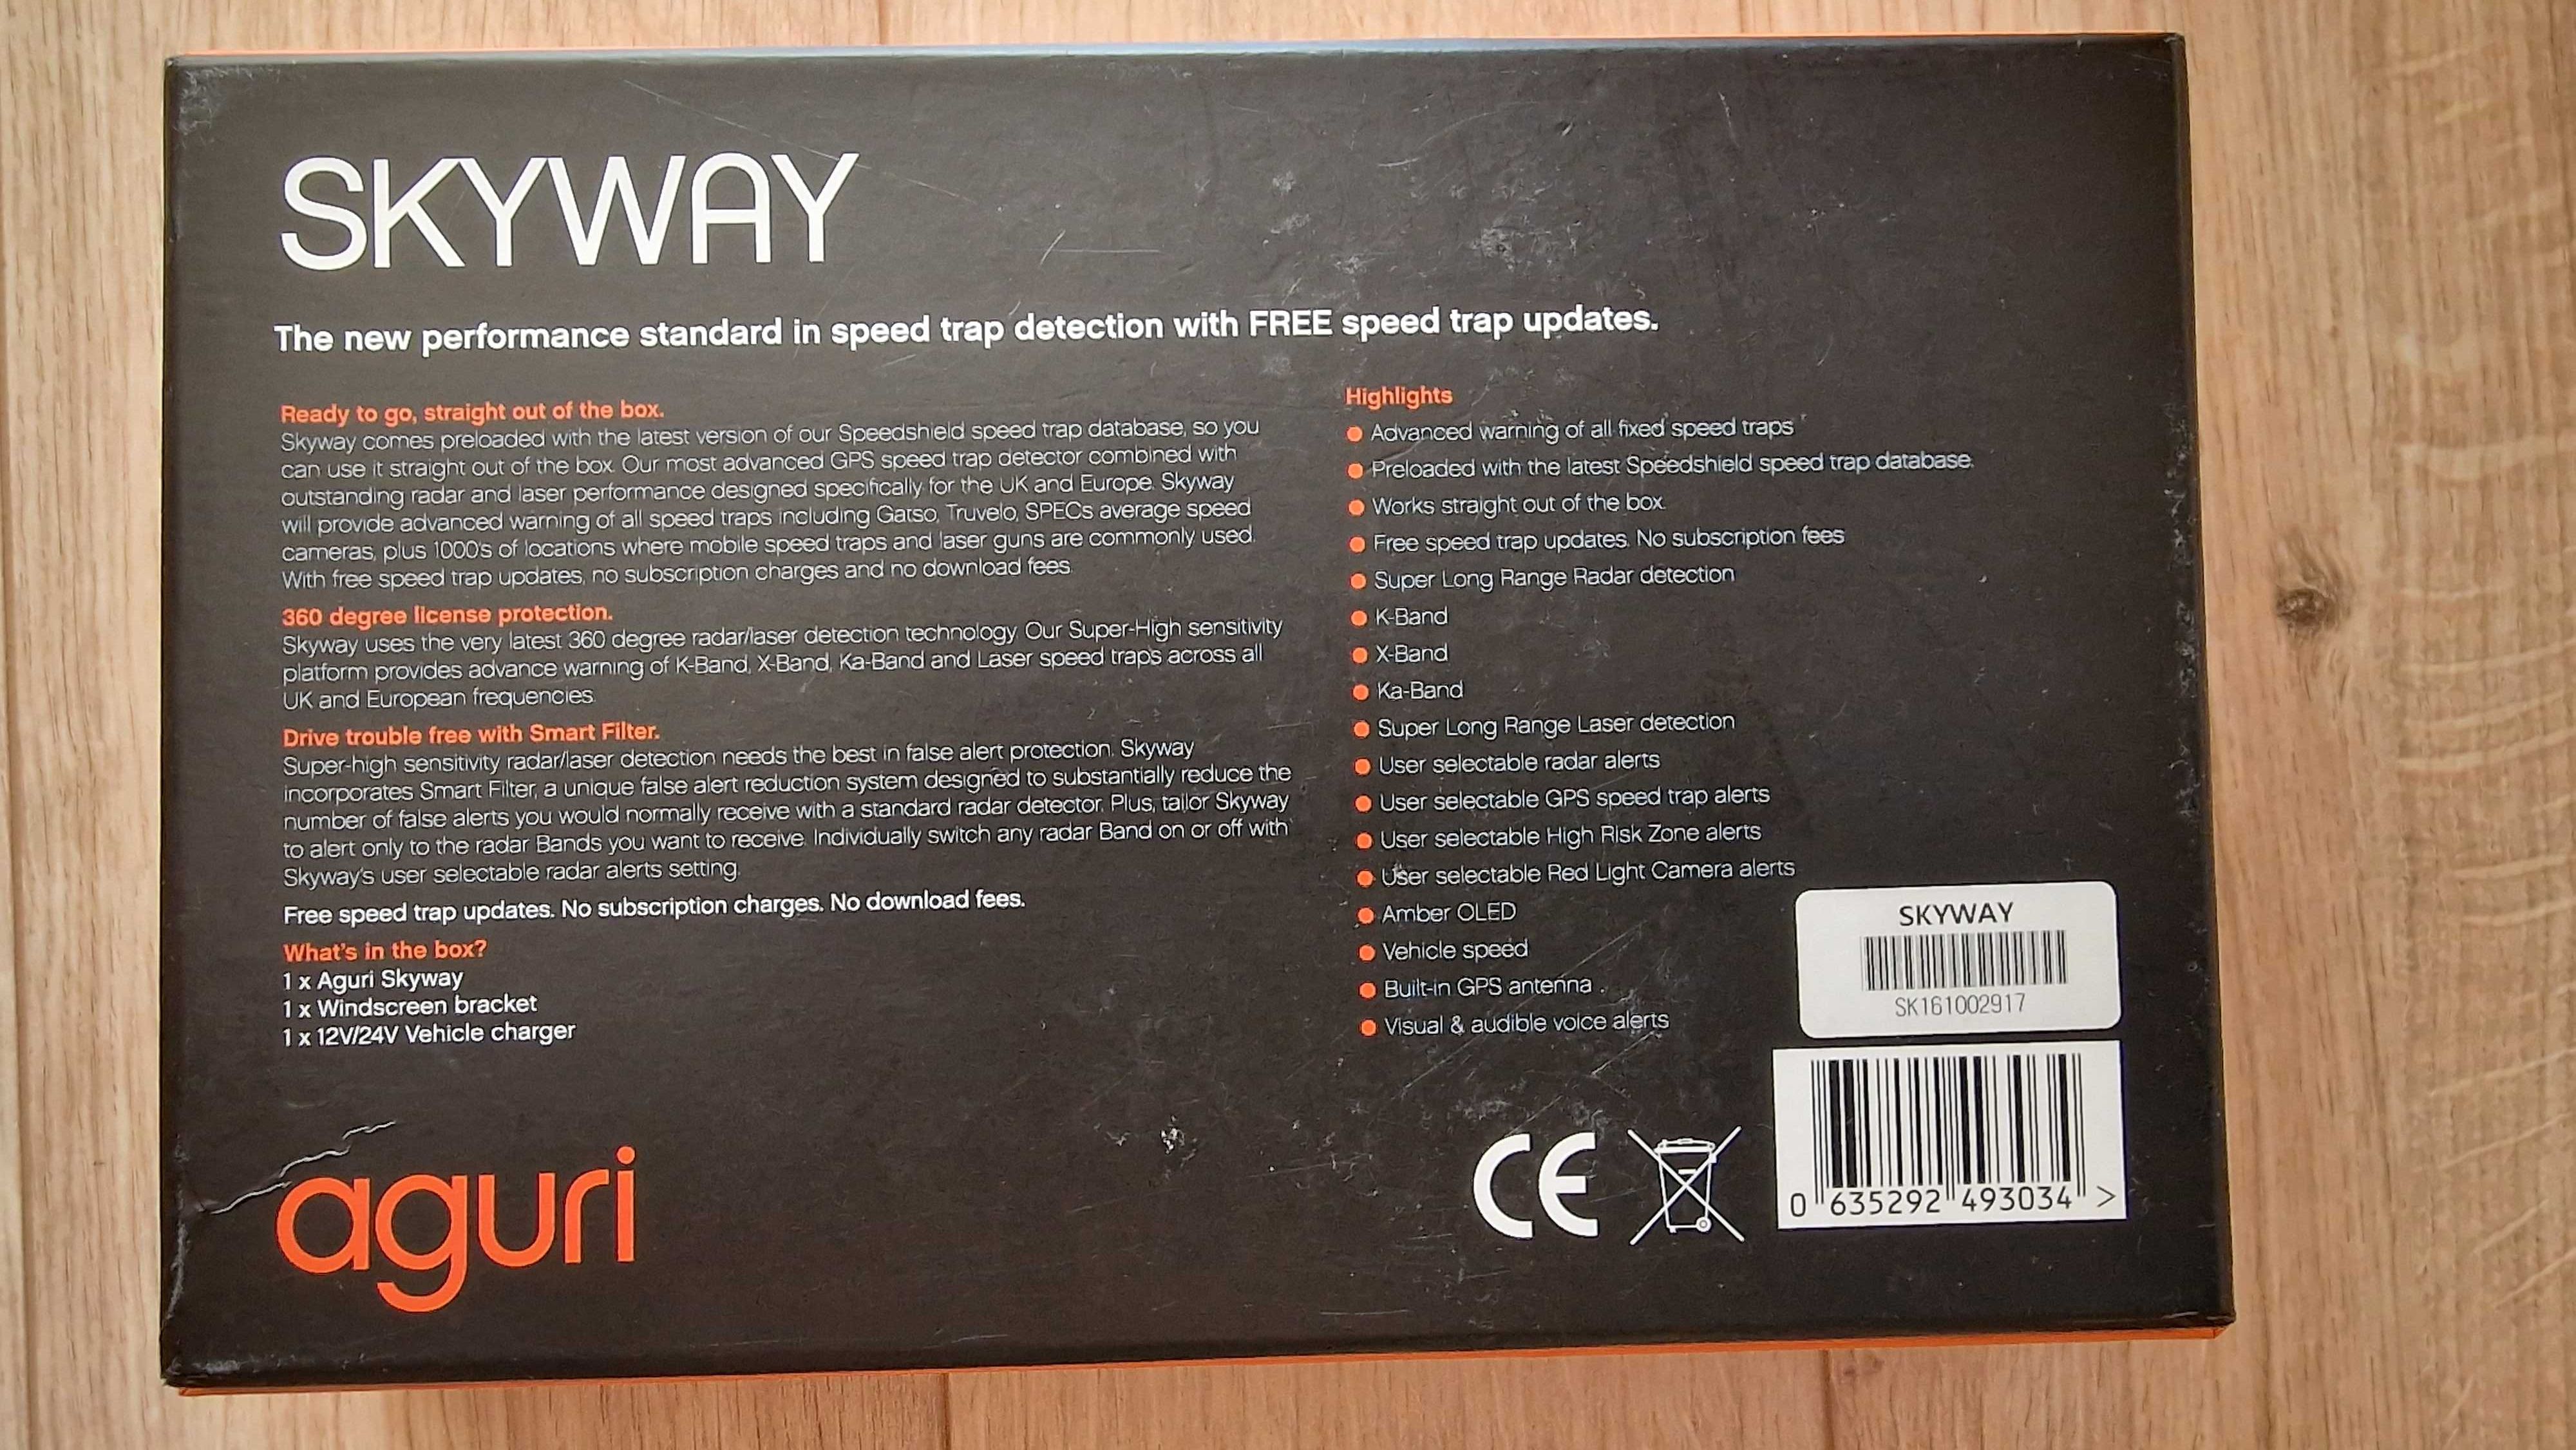 SKYWAY
The new performance standard in speed trap detection with FREE speed trap updates.
Ready to go, straight out of the box.
Skyway comes preloaded with the latest version of our Speedshield speed trap database, so you
can use it straight out of the box. Our most advanced GPS speed trap detector combined with
outstanding radar and laser performance designed specifically for the UK and Europe. Skyway
will provide advanced warning of all speed traps including Gatso, Truvelo, SPECs average speed
cameras, plus 1000's of locations where mobile speed traps and laser guns are commonly used.
With free speed trap updates, no subscription charges and no download fees.
360 degree license protection.
Skyway uses the very latest 360 degree radar/laser detection technology. Our Super-High sensitivity
platform provides advance warning of K-Band, X-Band, Ka-Band and Laser speed traps across all
UK and European frequencies.
Drive trouble free with Smart Filter.
Super-high sensitivity radar/laser detection needs the best in false alert protection. Skyway
incorporates Smart Filter, a unique false alert reduction system designed to substantially reduce the
number of false alerts you would normally receive with a standard radar detector. Plus, tailor Skyway
to alert only to the radar Bands you want to receive. Individually switch any radar Band on or off with
Skyway's user selectable radar alerts setting.
Free speed trap updates. No subscription charges. No download fees.
What's in the box?
1 x Aguri Skyway
1 x Windscreen bracket
1 x 12V/24V Vehicle charger
aguri
Highlights
Advanced warning of all fixed speed traps
Preloaded with the latest Speedshield speed trap database.
Works straight out of the box.
Free speed trap updates. No subscription fees
Super Long Range Radar detection
K-Band
X-Band
Ka-Band
Super Long Range Laser detection
User selectable radar alerts
User selectable GPS speed trap alerts
User selectable High Risk Zone alerts
User selectable Red Light Camera alerts
Amber OLED
Vehicle speed
Built-in GPS antenna .
Visual & audible voice alerts
SKYWAY
SK161002917
CE
0 635292 493034 >